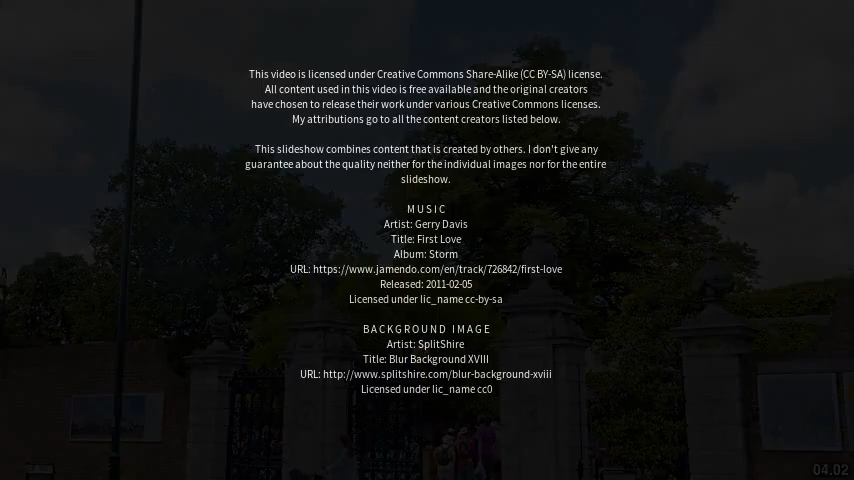 This video is licensed under Creative Commons Share-Alike (CC BY-SA) license.
All content used in this video is free available and the original creators
have chosen to release their work under various Creative Commons licenses.
My attributions go to all the content creators listed below.
This slideshow combines content that is created by others. I don't give any
guarantee about the quality neither for the individual images nor for the entire
slideshow.
MUSIC
Artist: Gerry Davis
Title: First Love
Album: Storm
URL: https://www.jamendo.com/en/track/726842/first-love
Released: 2011-02-05
Licensed under lic_name cc-by-sa
BACKGROUND IMAGE
Artist: SplitShire
Title: Blur Background XVIII
URL: http://www.splitshire.com/blur-background-xviii
Licensed under lic_name cc0
04.02